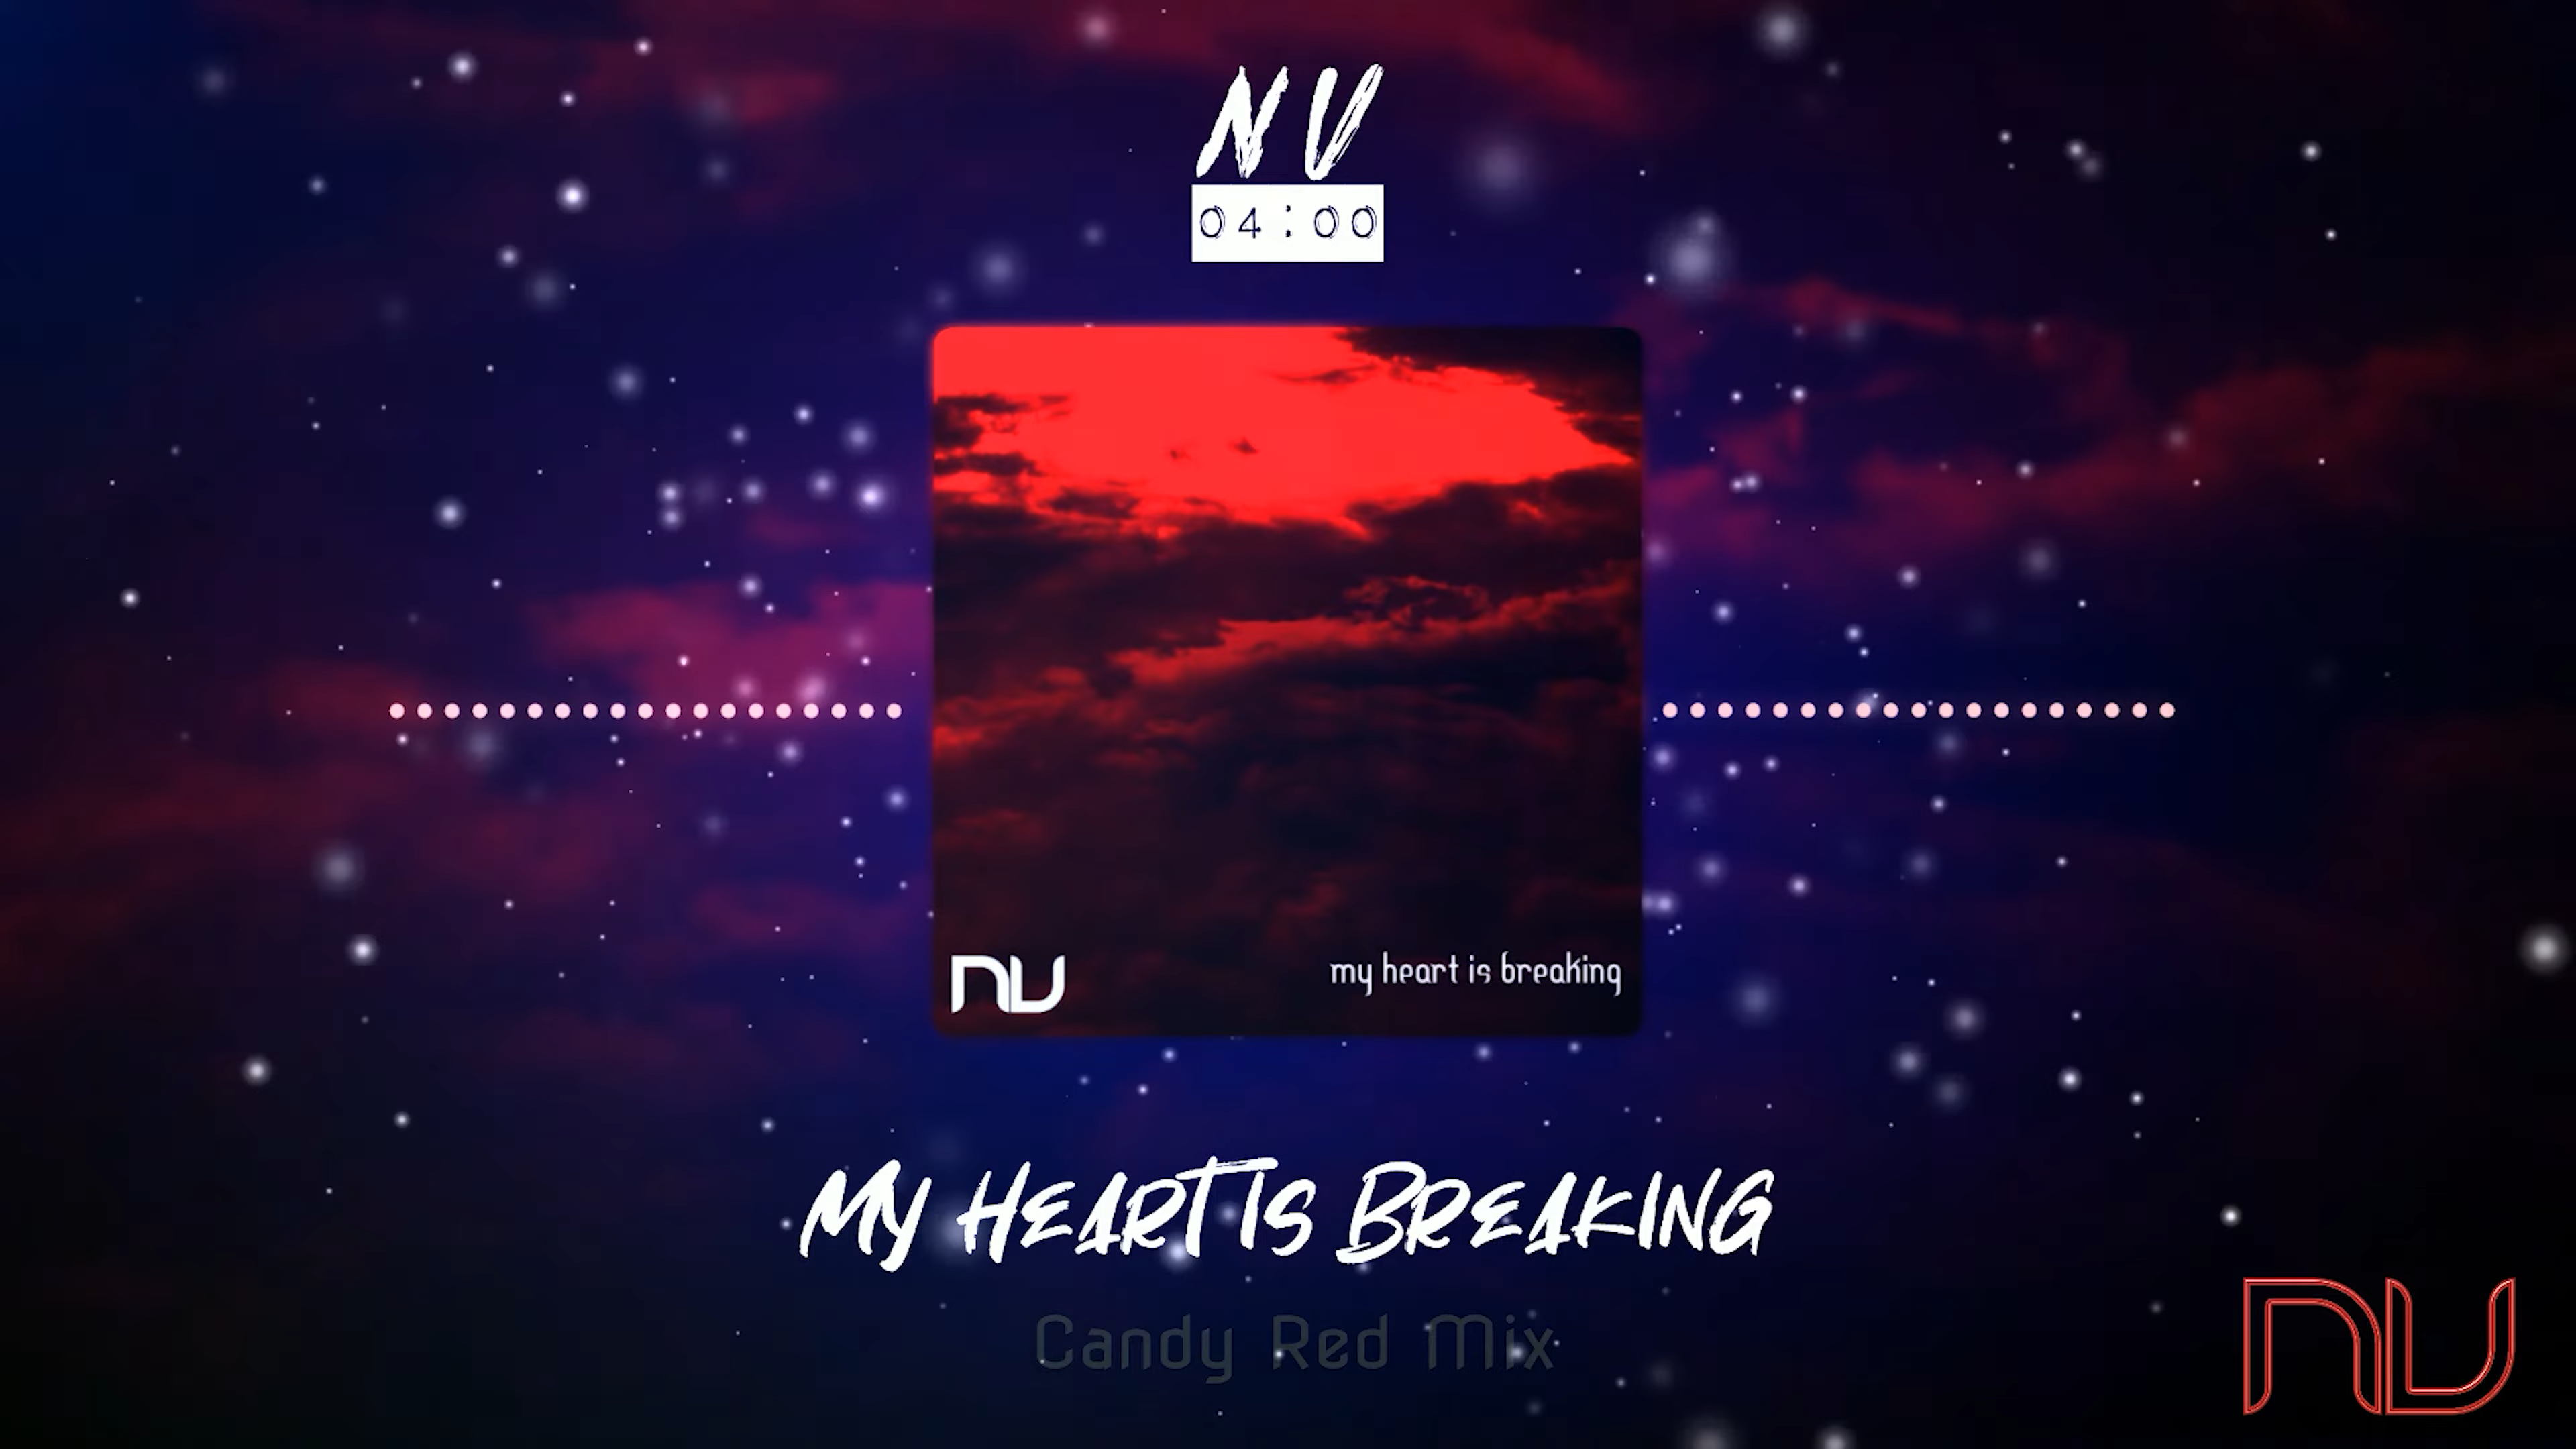 NV
04:00
NU
my heart is breaking
My Heart is Breaking
Candy Red Mix
NU